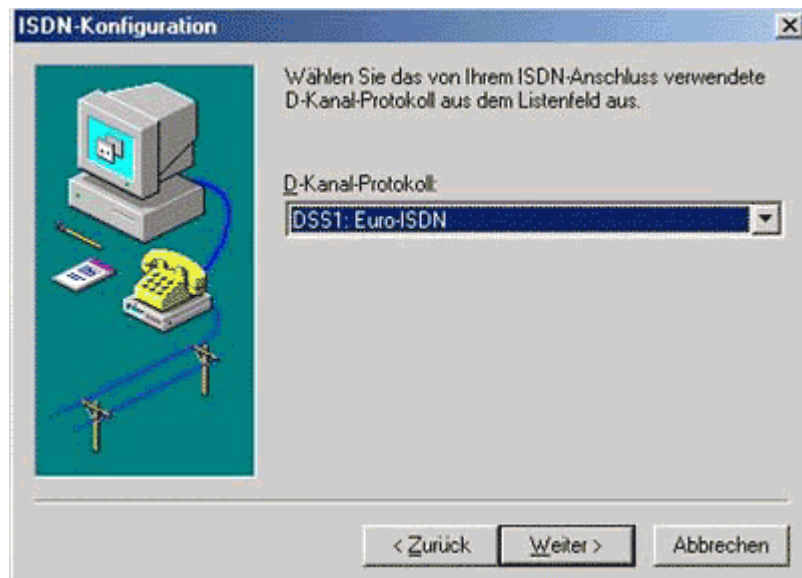 ISDN-Konfiguration
Wählen Sie das von Ihrem ISDN-Anschluss verwendete
D-Kanal-Protokoll aus dem Listenfeld aus.
D-Kanal-Protokoll:
DSS1: Euro-ISDN
< Zurück
Weiter >
Abbrechen